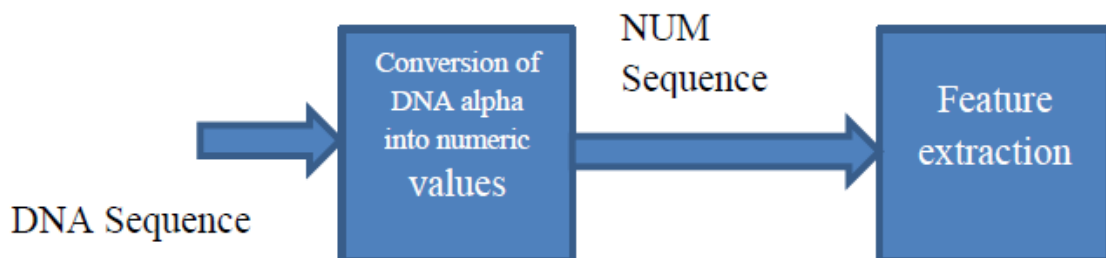 DNA Sequence
Conversion of
DNA alpha
into numeric
values
NUM
Sequence
Feature
extraction